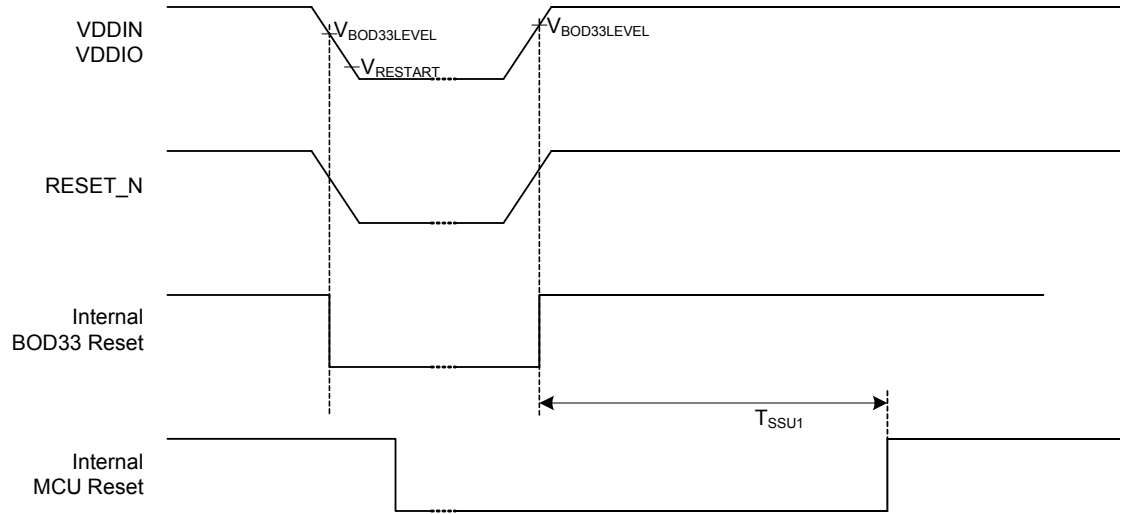 VDDIN
VDDIO
VBOD33LEVEL
VBOD33LEVEL
VRESTART
RESET_N
Internal
BOD33 Reset
TSSU1
Internal
MCU Reset